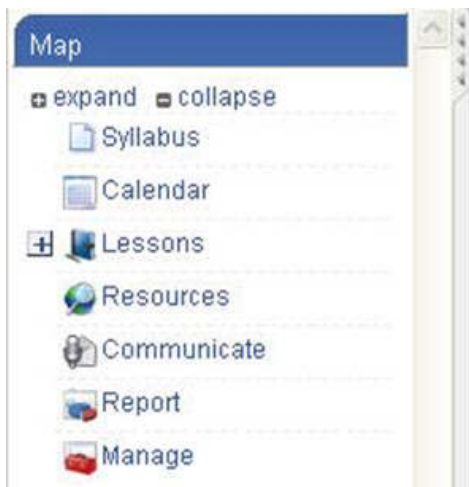 Map
expand collapse
Syllabus
Calendar
Lessons
Resources
Communicate
Report
Manage